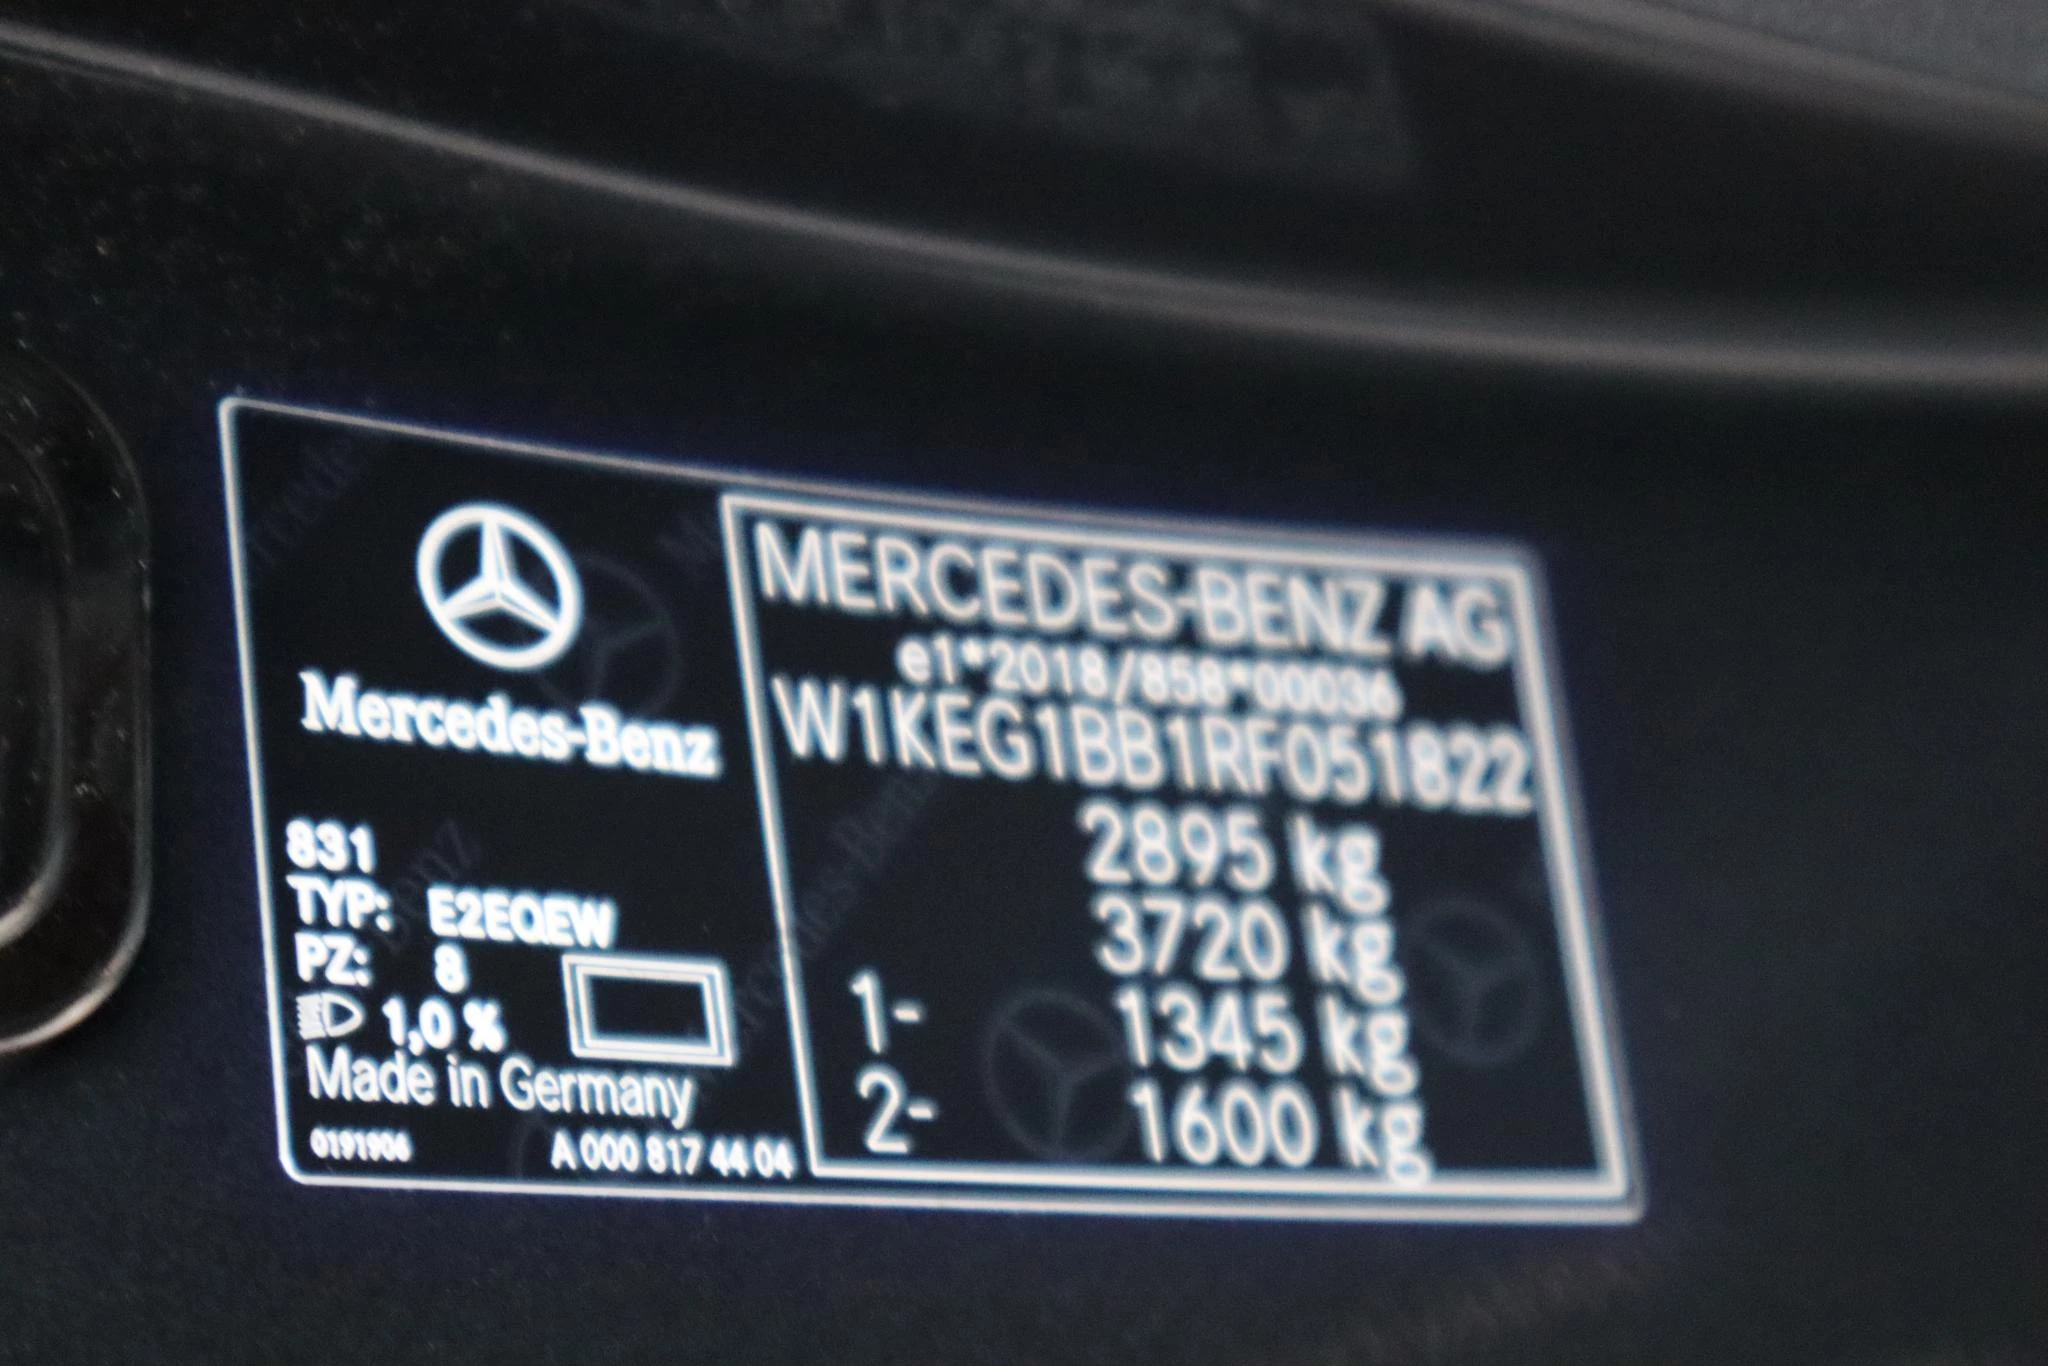 Mercedes-Benz
831
TYP: E2EQEW
PZ: 8
1,0 %
Made in Germany
0191906
A 000 817 44 04
MERCEDES-BENZ AG
e1*2018/858*00036
W1KEG1BB1RF051822
2895 kg
3720 kg
1- 1345 kg
2- 1600 kg